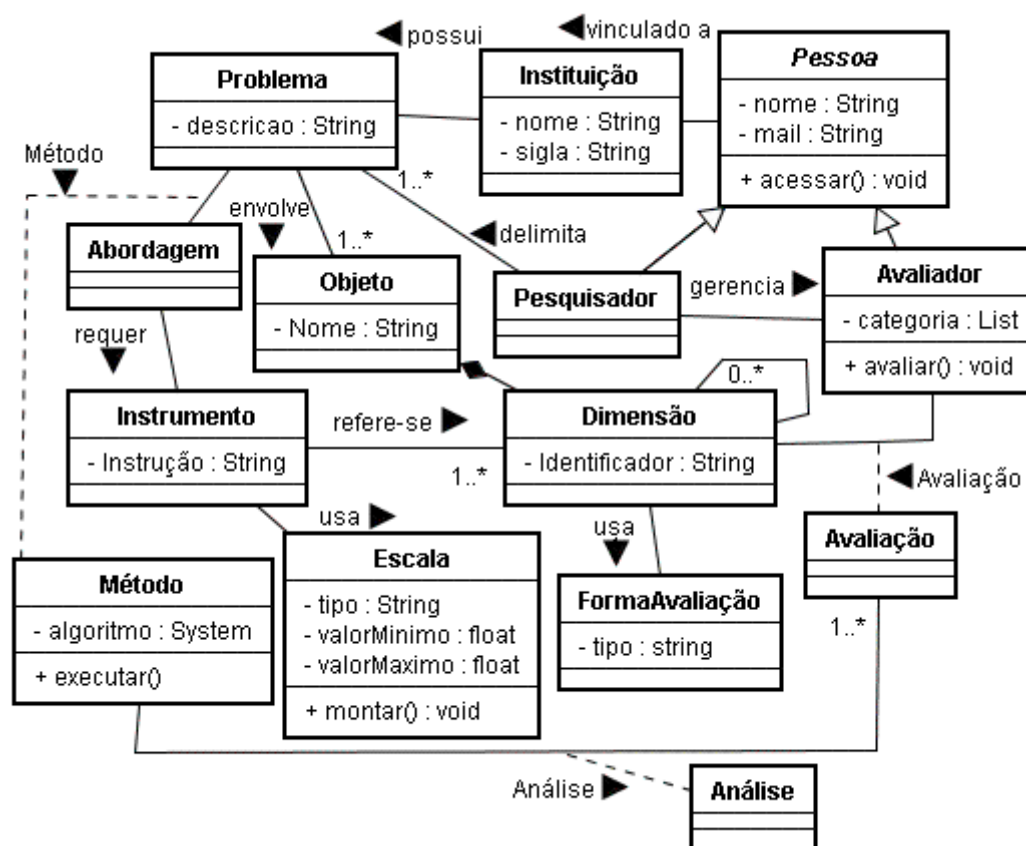 possui
vinculado a
Problema
- descricao : String
Instituição
- nome : String
- sigla : String
Pessoa
- nome : String
- mail : String
+ acessar() : void
Método
1..*
envolve
1..*
delimita
Abordagem
Objeto
- Nome : String
Pesquisador
gerencia
Avaliador
- categoria : List
+ avaliar() : void
requer
0..*
Instrumento
- Instrução : String
refere-se
1..*
Dimensão
- Identificador : String
Avaliação
usa
usa
Avaliação
1..*
Método
- algoritmo : System
+ executar()
Escala
- tipo : String
- valorMinimo : float
- valorMaximo : float
+ montar() : void
FormaAvaliação
- tipo : string
Análise
Análise